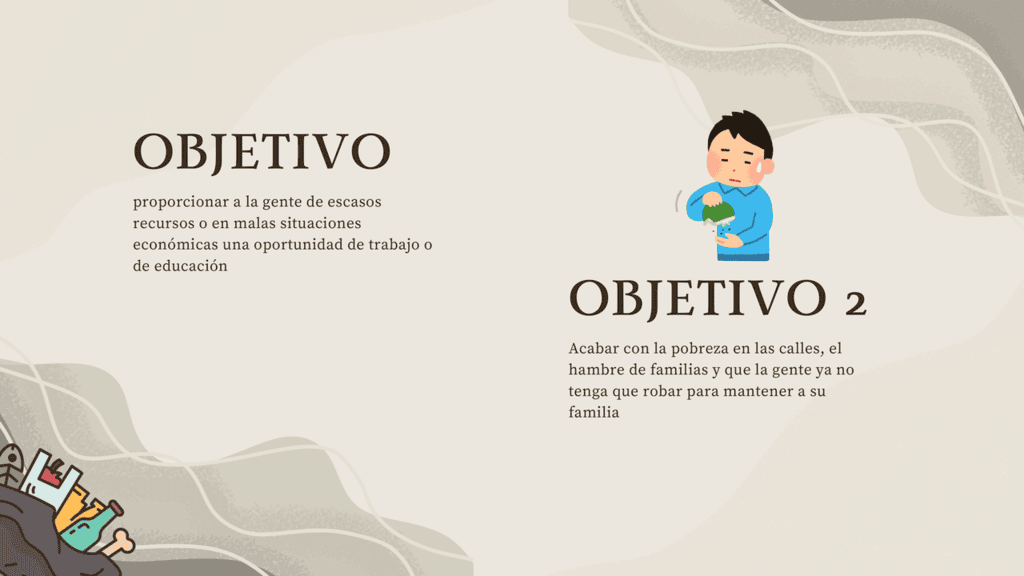 OBJETIVO
proporcionar a la gente de escasos
recursos o en malas situaciones
económicas una oportunidad de trabajo o
de educación
OBJETIVO 2
Acabar con la pobreza en las calles, el
hambre de familias y que la gente ya no
tenga que robar para mantener a su
familia